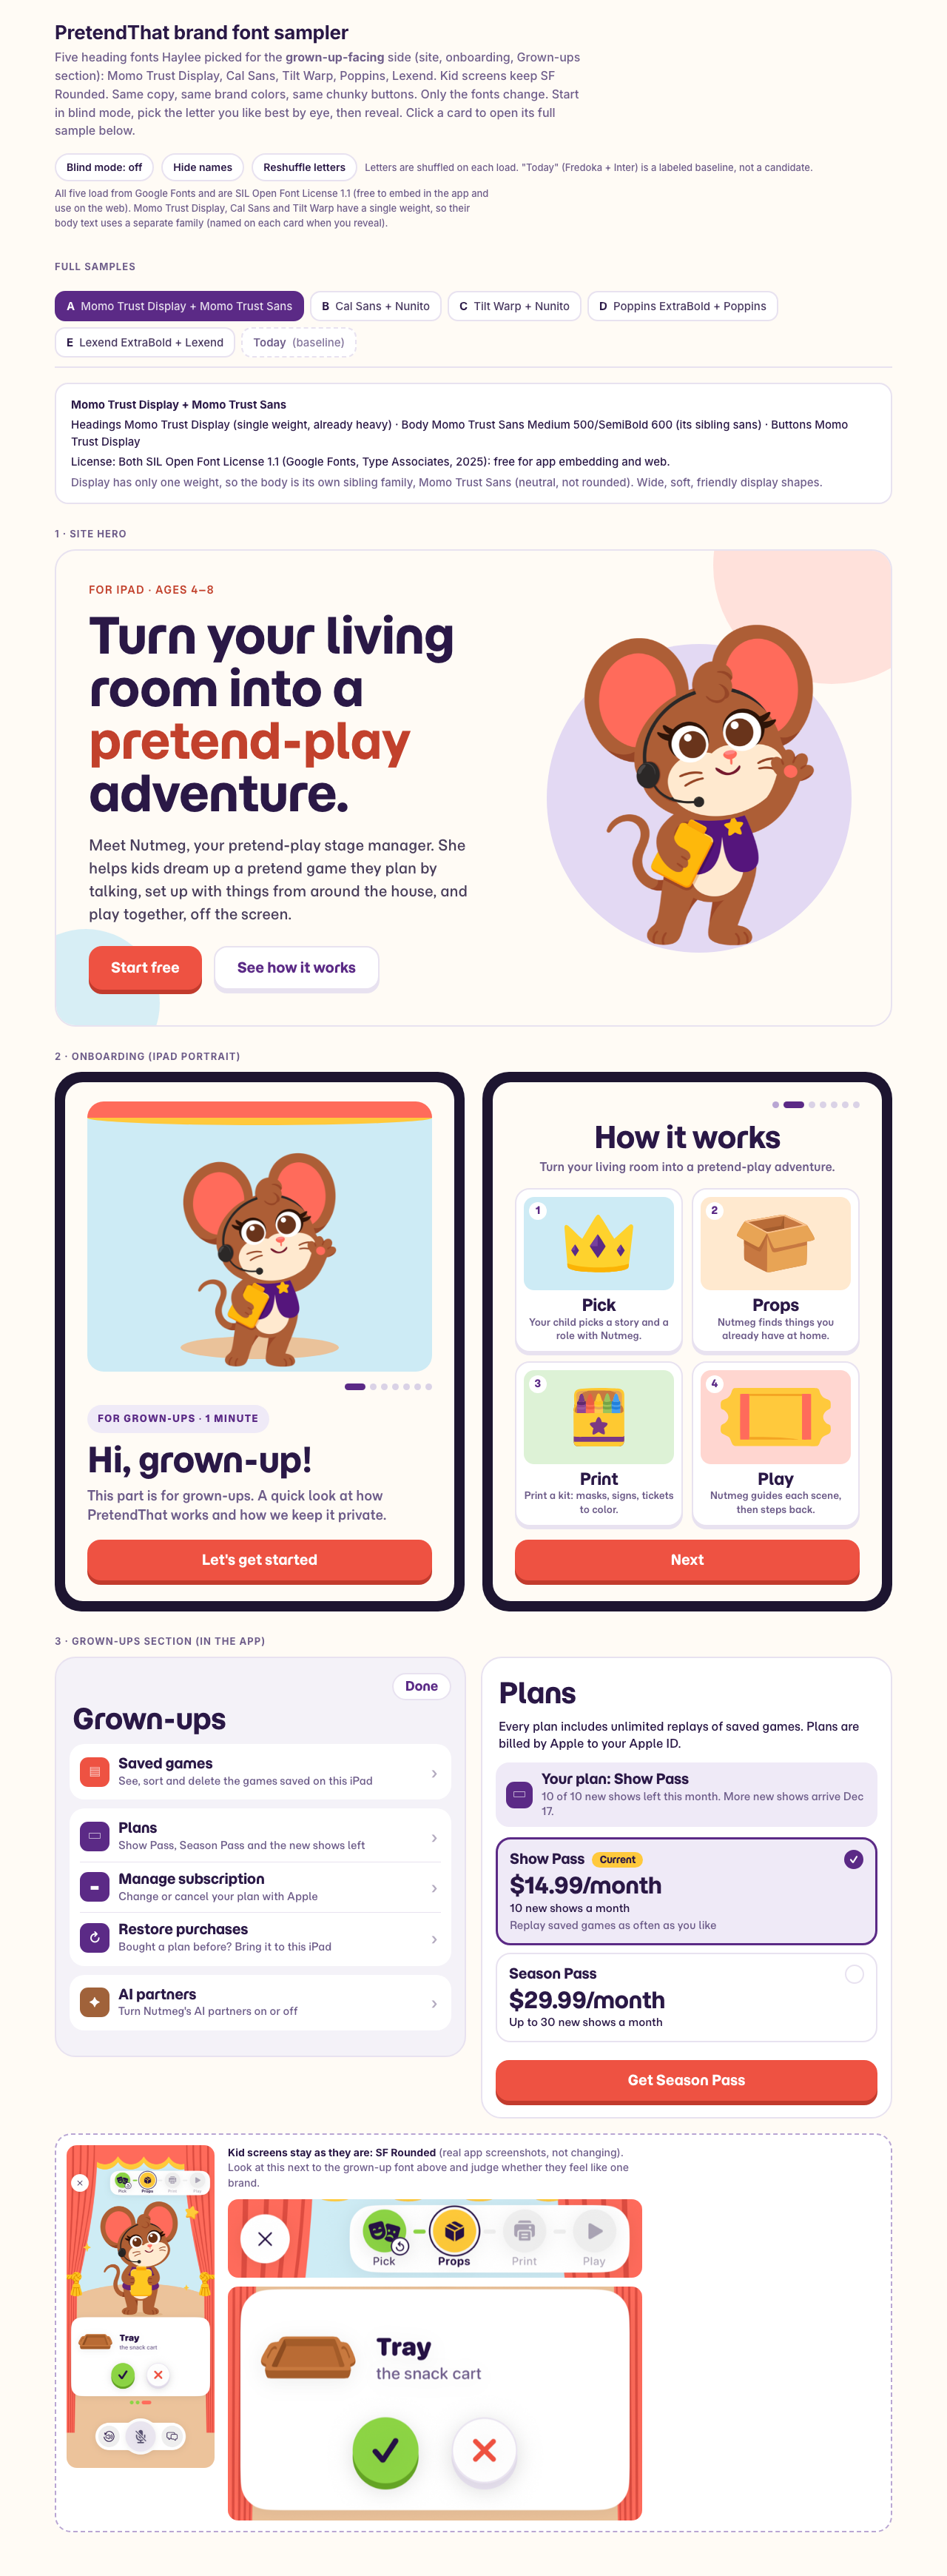 PretendThat brand font sampler
Five heading fonts Haylee picked for the grown-up-facing side (site, onboarding, Grown-ups
section): Momo Trust Display, Cal Sans, Tilt Warp, Poppins, Lexend. Kid screens keep SF
Rounded. Same copy, same brand colors, same chunky buttons. Only the fonts change. Start
in blind mode, pick the letter you like best by eye, then reveal. Click a card to open its full
sample below.
Blind mode: off
Hide names
Reshuffle letters
Letters are shuffled on each load. "Today" (Fredoka + Inter) is a labeled baseline, not a candidate.
All five load from Google Fonts and are SIL Open Font License 1.1 (free to embed in the app and
use on the web). Momo Trust Display, Cal Sans and Tilt Warp have a single weight, so their
body text uses a separate family (named on each card when you reveal).
FULL SAMPLES
A Momo Trust Display + Momo Trust Sans
B Cal Sans + Nunito
C Tilt Warp + Nunito
D Poppins ExtraBold + Poppins
E Lexend ExtraBold + Lexend
Today (baseline)
Momo Trust Display + Momo Trust Sans
Headings Momo Trust Display (single weight, already heavy) · Body Momo Trust Sans Medium 500/SemiBold 600 (its sibling sans) · Buttons Momo
Trust Display
License: Both SIL Open Font License 1.1 (Google Fonts, Type Associates, 2025): free for app embedding and web.
Display has only one weight, so the body is its own sibling family, Momo Trust Sans (neutral, not rounded). Wide, soft, friendly display shapes.
1 · SITE HERO
FOR IPAD · AGES 4–8
Turn your living
room into a
pretend-play
adventure.
Meet Nutmeg, your pretend-play stage manager. She
helps kids dream up a pretend game they plan by
talking, set up with things from around the house, and
play together, off the screen.
Start free
See how it works
2 · ONBOARDING (IPAD PORTRAIT)
FOR GROWN-UPS · 1 MINUTE
Hi, grown-up!
This part is for grown-ups. A quick look at how
PretendThat works and how we keep it private.
Let's get started
How it works
Turn your living room into a pretend-play adventure.
1
Pick
Your child picks a story and a
role with Nutmeg.
2
Props
Nutmeg finds things you
already have at home.
3
Print
Print a kit: masks, signs, tickets
to color.
4
Play
Nutmeg guides each scene,
then steps back.
Next
3 · GROWN-UPS SECTION (IN THE APP)
Done
Grown-ups
Saved games
See, sort and delete the games saved on this iPad
Plans
Show Pass, Season Pass and the new shows left
Manage subscription
Change or cancel your plan with Apple
Restore purchases
Bought a plan before? Bring it to this iPad
AI partners
Turn Nutmeg's AI partners on or off
Plans
Every plan includes unlimited replays of saved games. Plans are
billed by Apple to your Apple ID.
Your plan: Show Pass
10 of 10 new shows left this month. More new shows arrive Dec
17.
Show Pass Current
$14.99/month
10 new shows a month
Replay saved games as often as you like
Season Pass
$29.99/month
Up to 30 new shows a month
Get Season Pass
Pick
Props
Print
Play
Tray
the snack cart
Kid screens stay as they are: SF Rounded (real app screenshots, not changing).
Look at this next to the grown-up font above and judge whether they feel like one
brand.
Pick
Props
Print
Play
Tray
the snack cart